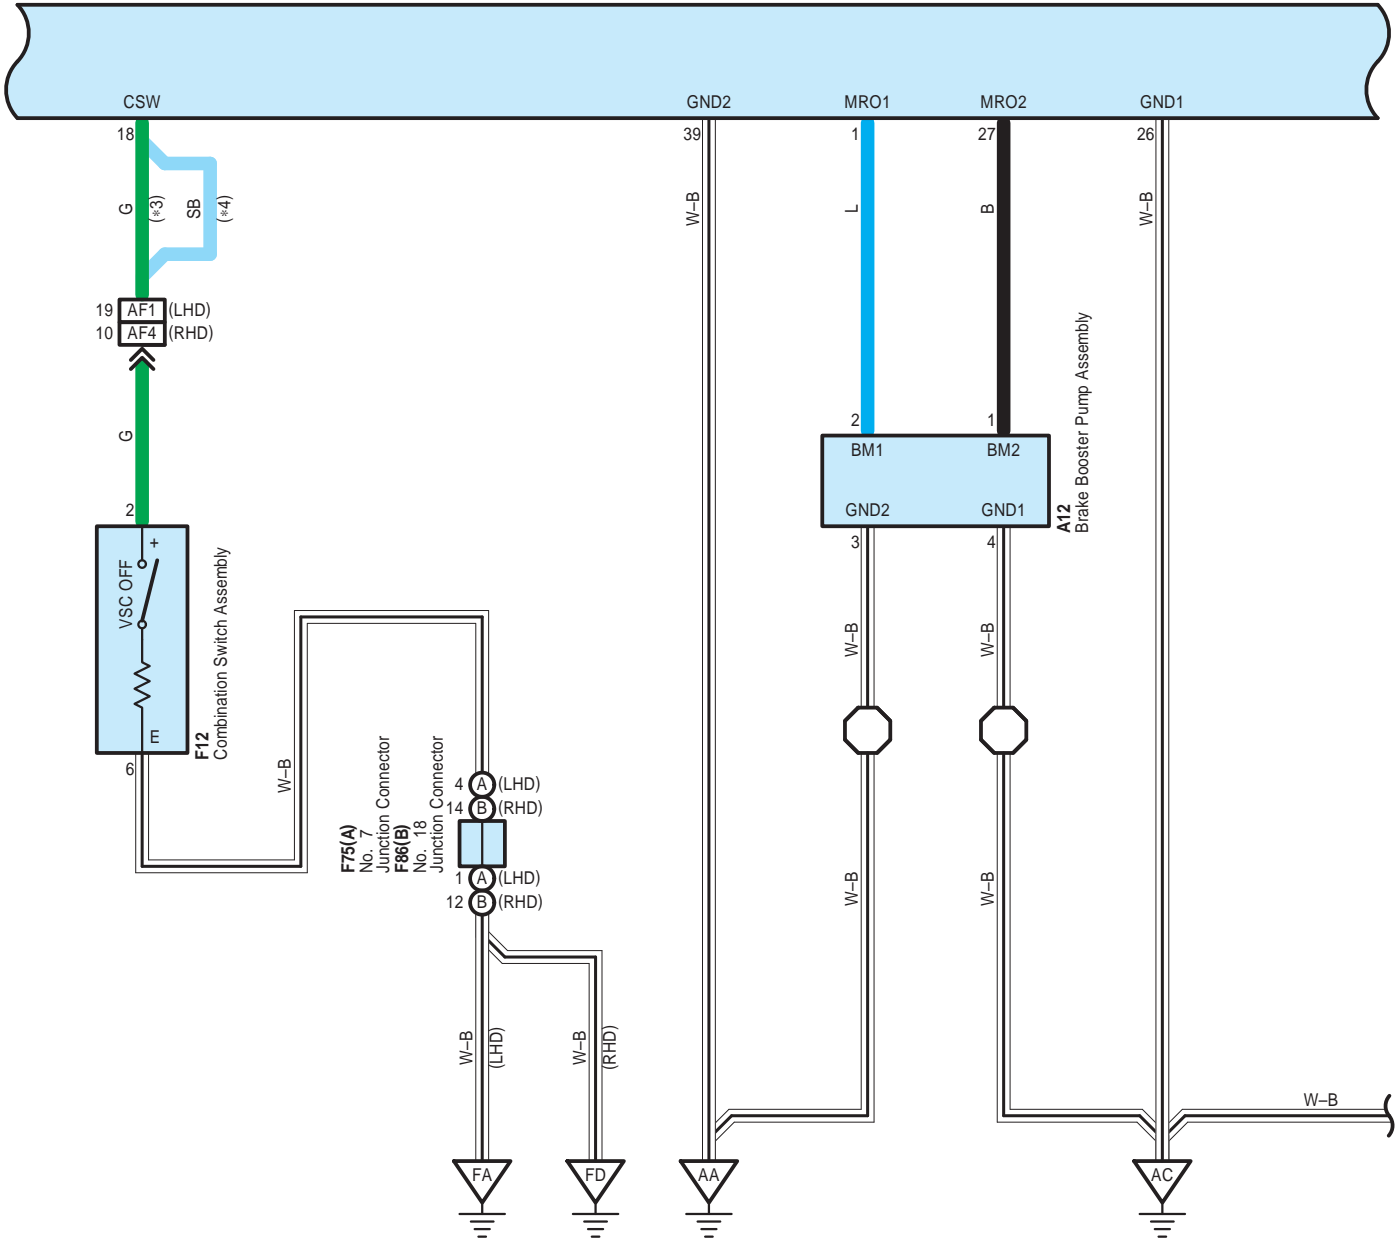 CSW
GND2
MRO1
MRO2
GND1
18
39
1
27
26
G
(*3)
SB
(*4)
W–B
L
B
W–B
19 AF1 (LHD)
10 AF4 (RHD)
G
2
1
BM1
BM2
GND2
GND1
A12
Brake Booster Pump Assembly
2
+
VSC OFF
E
F12
Combination Switch Assembly
6
3
4
W–B
W–B
W–B
F75(A)
No. 7
Junction Connector
F86(B)
No. 18
Junction Connector
4 A (LHD)
14 B (RHD)
1 A (LHD)
12 B (RHD)
W–B
W–B
W–B
(LHD)
W–B
(RHD)
W–B
FA
FD
AA
AC